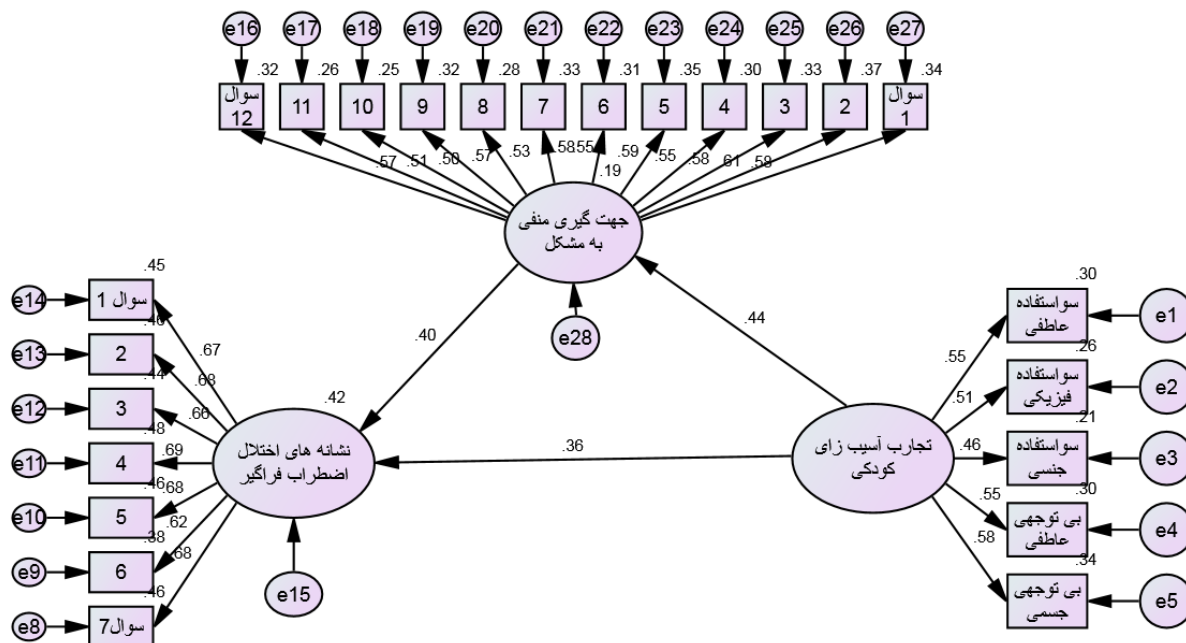 e16 e17 e18 e19 e20 e21 e22 e23 e24 e25 e26 e27
.32 .26 .25 .32 .28 .33 .31 .35 .30 .33 .37 .34
سوال 12 11 10 9 8 7 6 5 4 3 2 سوال 1
.57 .51 .50 .57 .53 .58 .55 .59 .55 .58 .61 .58
.19
جهت گیری منفی
به مشکل
e28
.40
.44
.36
e14 .45 سوال 1 .67
e13 .46 2 .68
e12 .44 3 .66
e11 .48 4 .69
e10 .46 5 .68
e9 .38 6 .62
e8 .46 سوال7 .68
.42
نشانه های اختلال
اضطراب فراگیر
e15
تجارب آسیب زای
کودکی
.30
سواستفاده
عاطفی
.55 e1
.26
سواستفاده
فیزیکی
.51 e2
.21
سواستفاده
جنسی
.46 e3
.30
بی توجهی
عاطفی
.55 e4
.34
بی توجهی
جسمی
.58 e5